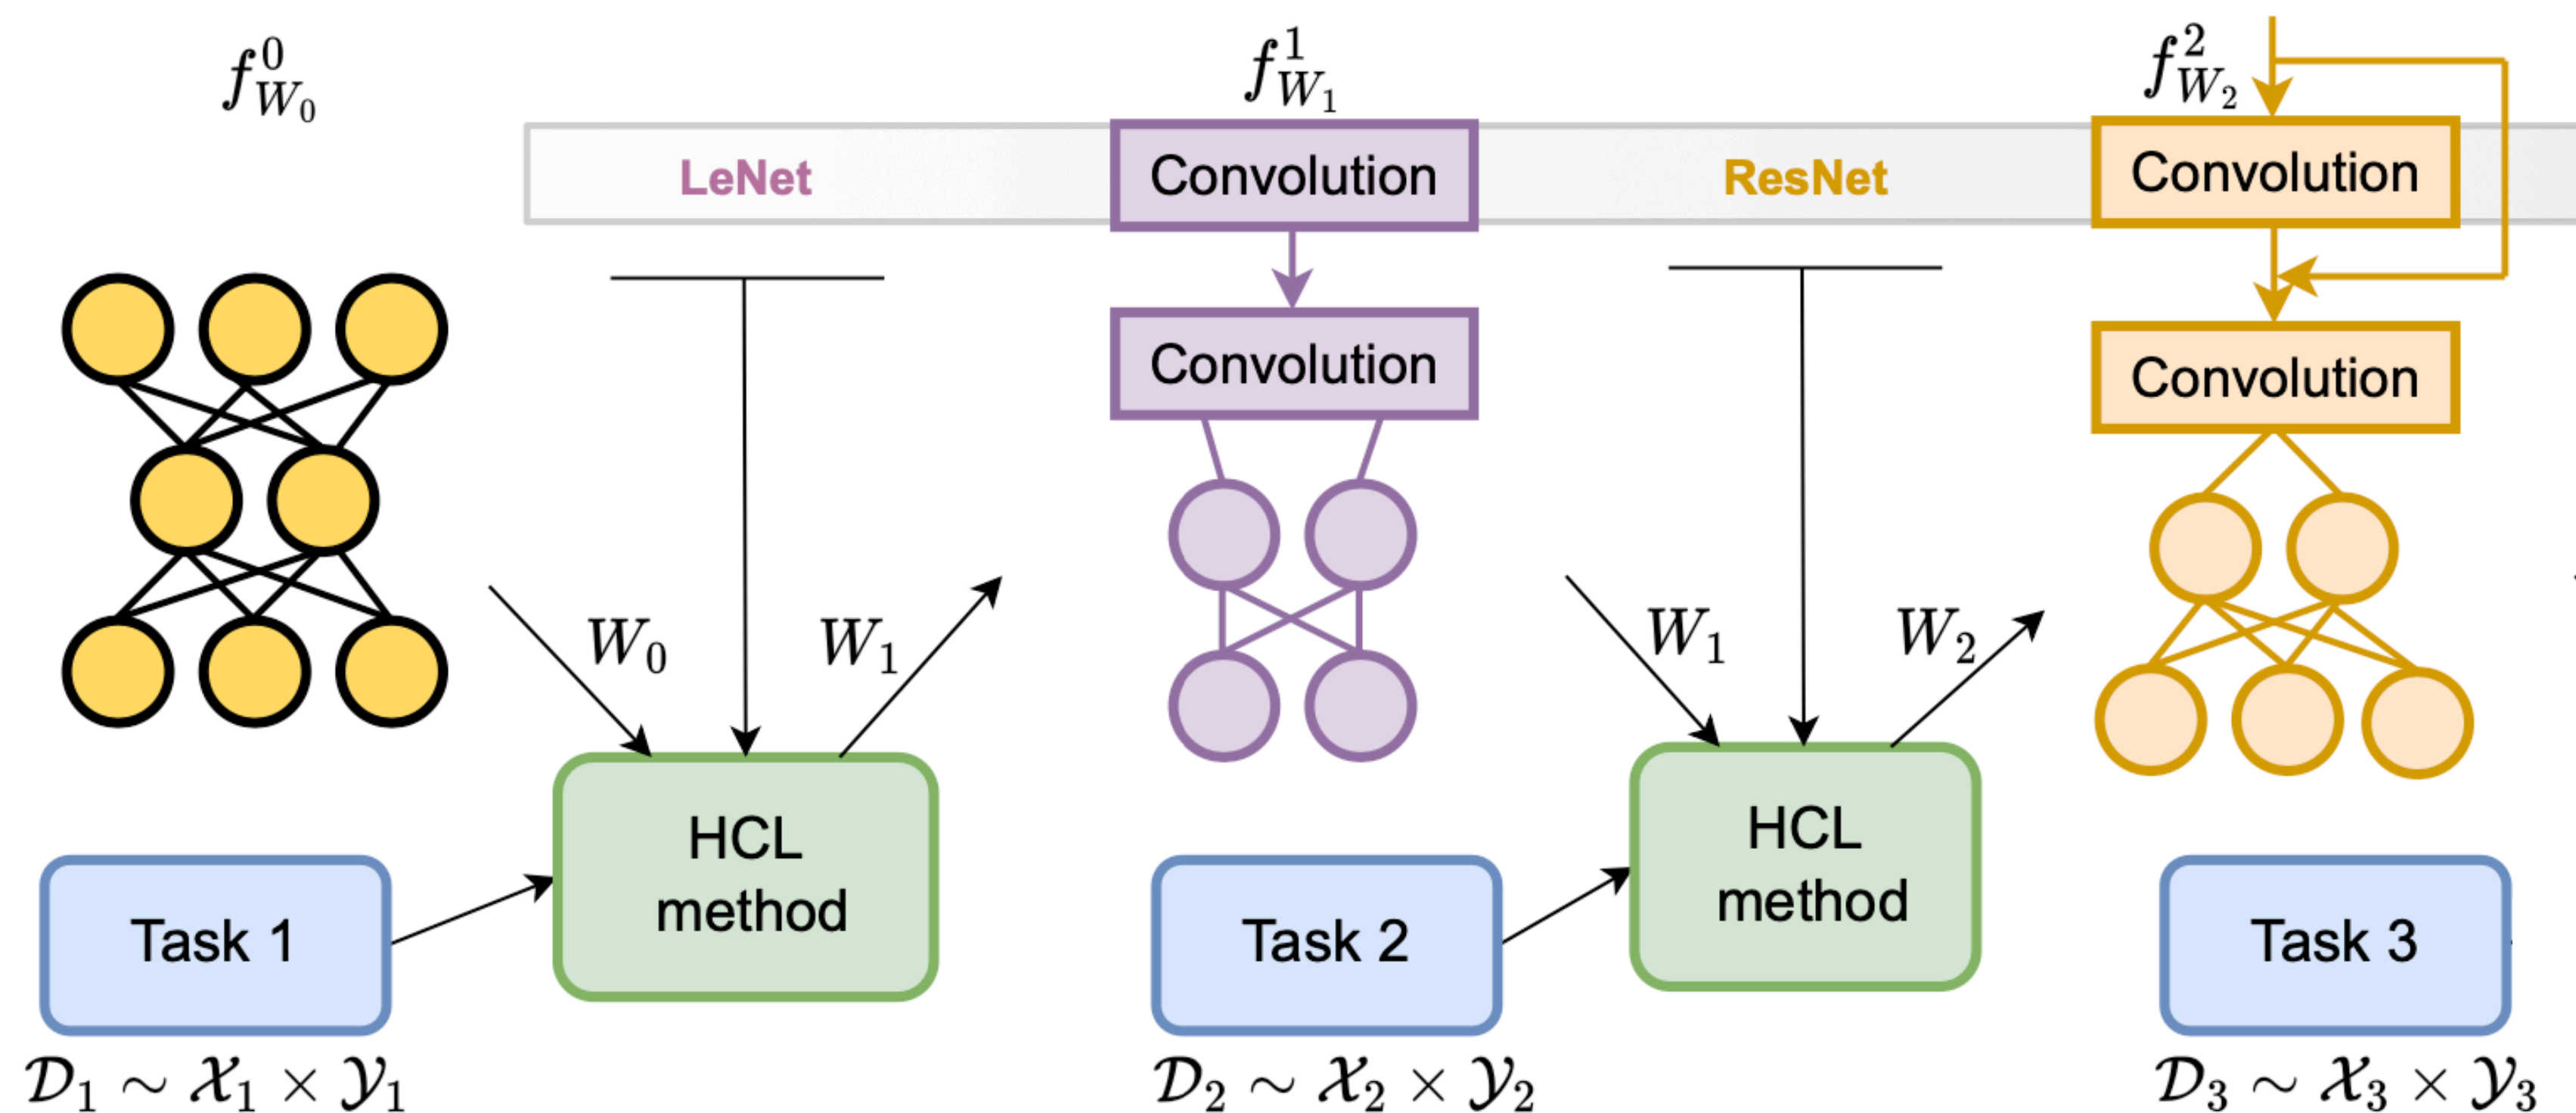 f^0_{W_0}
f^1_{W_1}
f^2_{W_2}
LeNet
Convolution
ResNet
Convolution
Convolution
Convolution
W_0
W_1
W_1
W_2
HCL
method
HCL
method
Task 1
Task 2
Task 3
𝒟_1 ∼ 𝒳_1 × 𝒴_1
𝒟_2 ∼ 𝒳_2 × 𝒴_2
𝒟_3 ∼ 𝒳_3 × 𝒴_3